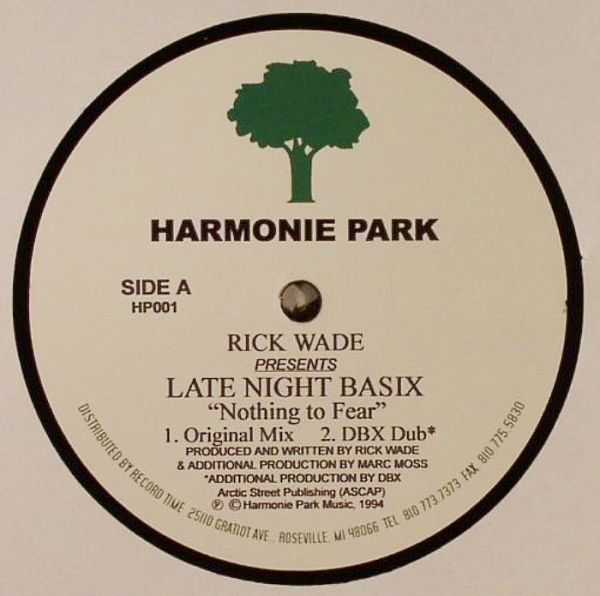 HARMONIE PARK
SIDE A
HP001
RICK WADE
PRESENTS
LATE NIGHT BASIX
"Nothing to Fear"
1. Original Mix 2. DBX Dub*
PRODUCED AND WRITTEN BY RICK WADE
& ADDITIONAL PRODUCTION BY MARC MOSS
*ADDITIONAL PRODUCTION BY DBX
Arctic Street Publishing (ASCAP)
℗ ©Harmonie Park Music, 1994
DISTRIBUTED BY RECORD TIME 25110 GRATIOT AVE., ROSEVILLE, MI 48066 TEL 810 773 7373 FAX 810 775 5830